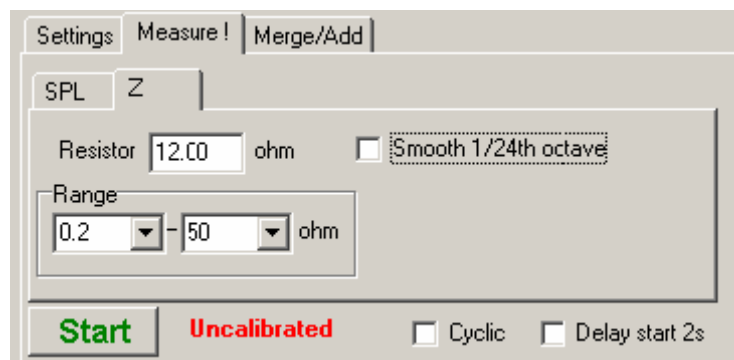 Settings Measure ! Merge/Add
SPL Z
Resistor 12.00 ohm Smooth 1/24th octave
Range
0.2 - 50 ohm
Start Uncalibrated Cyclic Delay start 2s